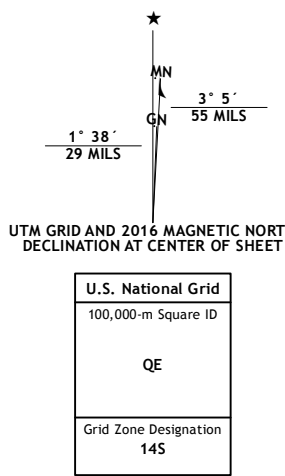 ★
MN
GN
3° 5´
55 MILS
1° 38´
29 MILS
UTM GRID AND 2016 MAGNETIC NORT
DECLINATION AT CENTER OF SHEET
U.S. National Grid
100,000-m Square ID
QE
Grid Zone Designation
14S